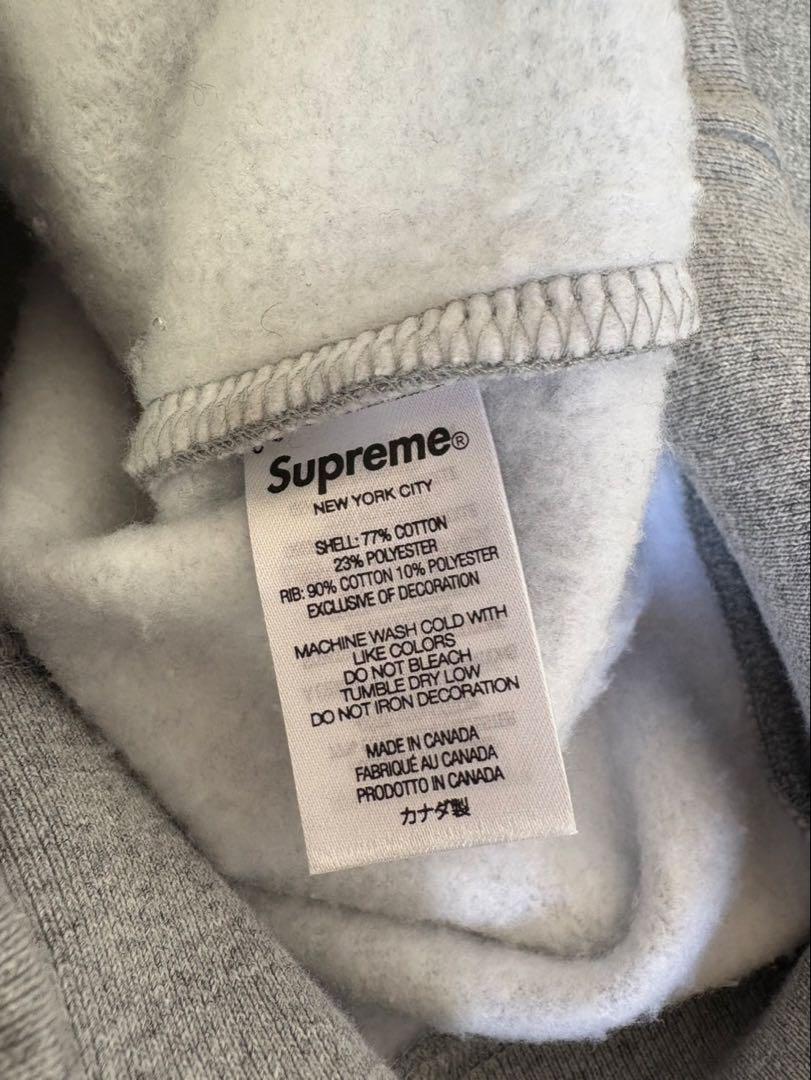 Supreme®
NEW YORK CITY
SHELL: 77% COTTON
23% POLYESTER
RIB: 90% COTTON 10% POLYESTER
EXCLUSIVE OF DECORATION
MACHINE WASH COLD WITH
LIKE COLORS
DO NOT BLEACH
TUMBLE DRY LOW
DO NOT IRON DECORATION
MADE IN CANADA
FABRIQUÉ AU CANADA
PRODOTTO IN CANADA
カナダ製